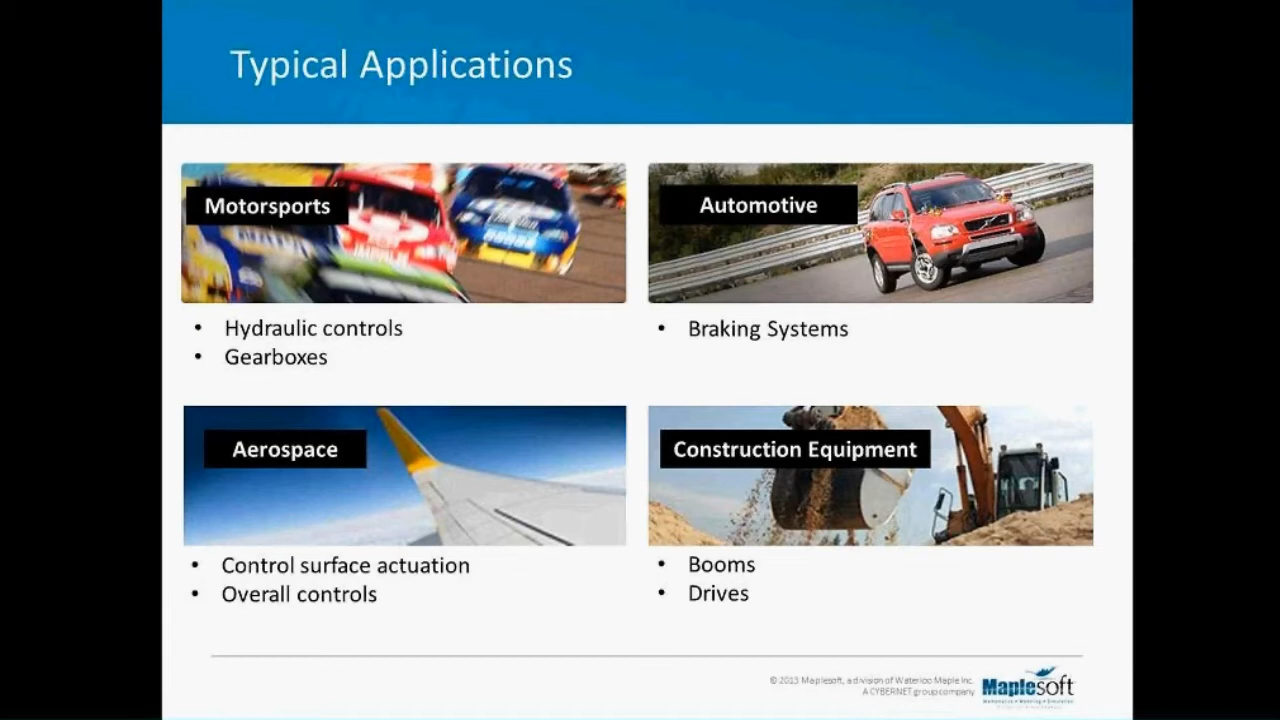 Typical Applications
Motorsports
Hydraulic controls
Gearboxes
Automotive
Braking Systems
Aerospace
Control surface actuation
Overall controls
Construction Equipment
Booms
Drives
© 2013 Maplesoft, a division of Waterloo Maple Inc.
A CYBERNET group company
Maplesoft